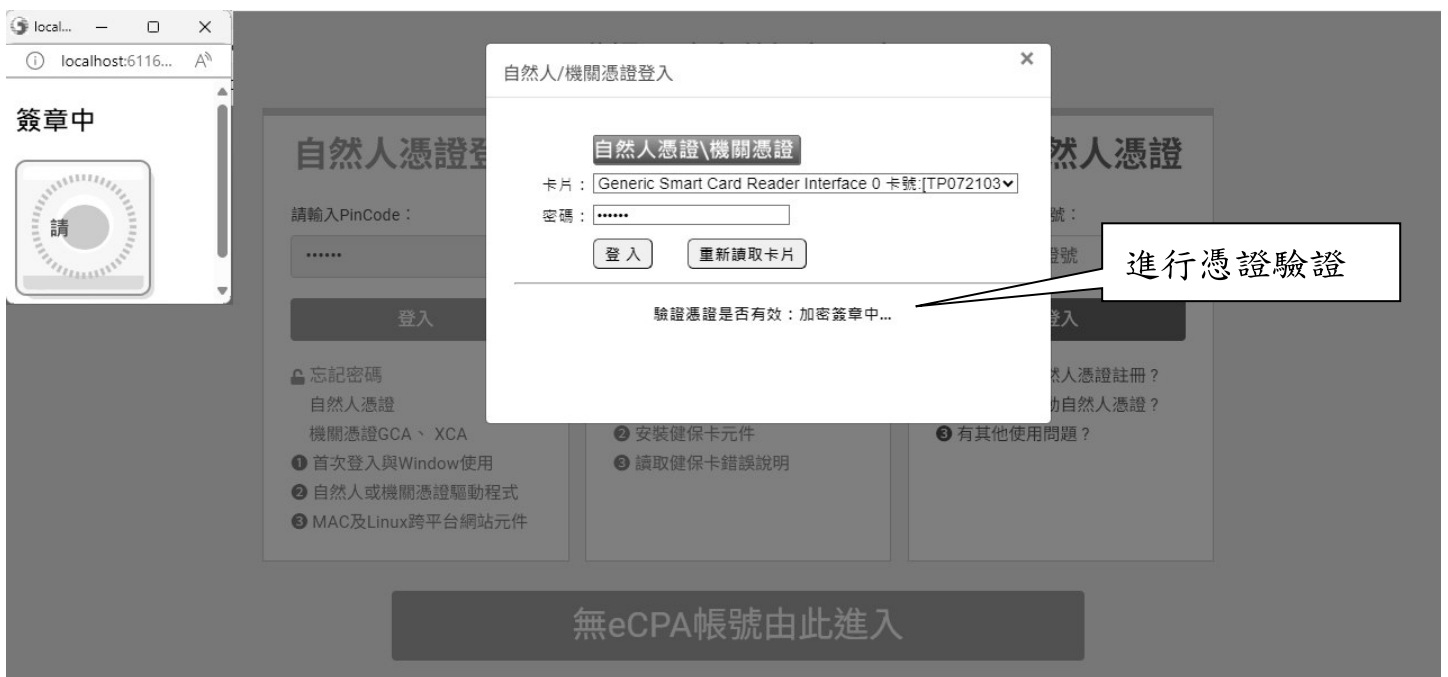 local...
localhost:6116...
簽章中
請
自然人/機關憑證登入
×
自然人憑證\機關憑證
卡片：
Generic Smart Card Reader Interface 0 卡號:[TP072103
密碼：
••••••
登 入
重新讀取卡片
驗證憑證是否有效：加密簽章中...
進行憑證驗證
自然人憑證登
請輸入PinCode：
••••••
登入
忘記密碼
自然人憑證
機關憑證GCA、 XCA
❶ 首次登入與Window使用
❷ 自然人或機關憑證驅動程式
❸ MAC及Linux跨平台網站元件
❷ 安裝健保卡元件
❸ 讀取健保卡錯誤說明
然人憑證
號：
證號
登入
然人憑證註冊？
動自然人憑證？
❸ 有其他使用問題？
無eCPA帳號由此進入